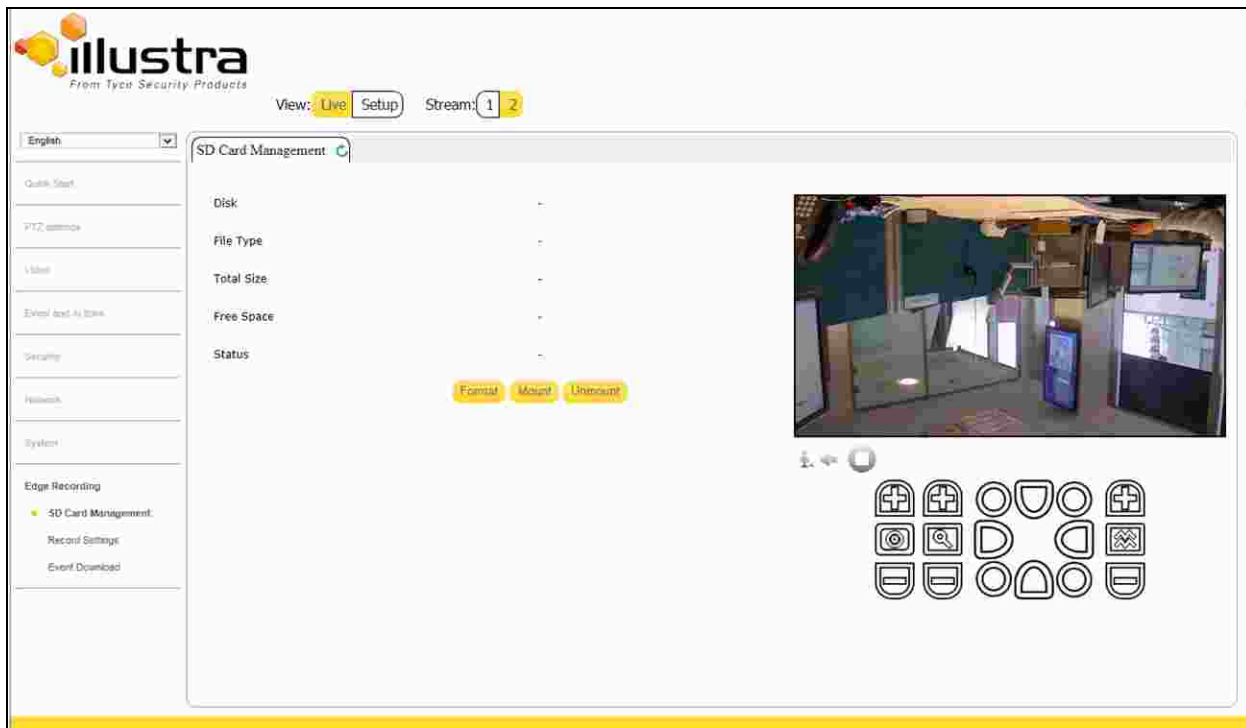 illustra
From Tyco Security Products
View: Live Setup Stream: 1 2
English
SD Card Management
Quick Start
PTZ settings
Video
Event and Actions
Security
Network
System
Edge Recording
SD Card Management
Record Settings
Event Download
Disk -
File Type -
Total Size -
Free Space -
Status -
Format Mount Unmount